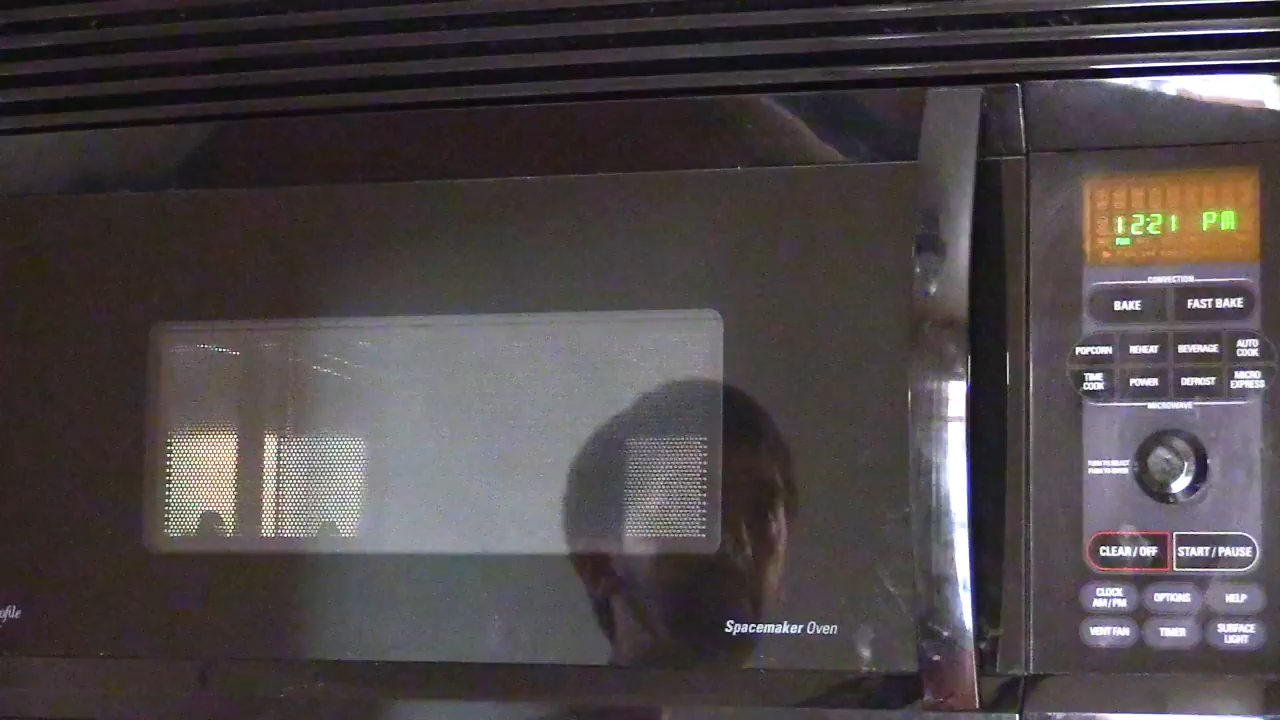 12:21 PM
CONVECTION
BAKE
FAST BAKE
POPCORN
REHEAT
BEVERAGE
AUTO
COOK
TIME
COOK
POWER
DEFROST
MICRO
EXPRESS
MICROWAVE
CLEAR / OFF
START / PAUSE
CLOCK
AM / PM
OPTIONS
HELP
VENT FAN
TIMER
SURFACE
LIGHT
Spacemaker Oven